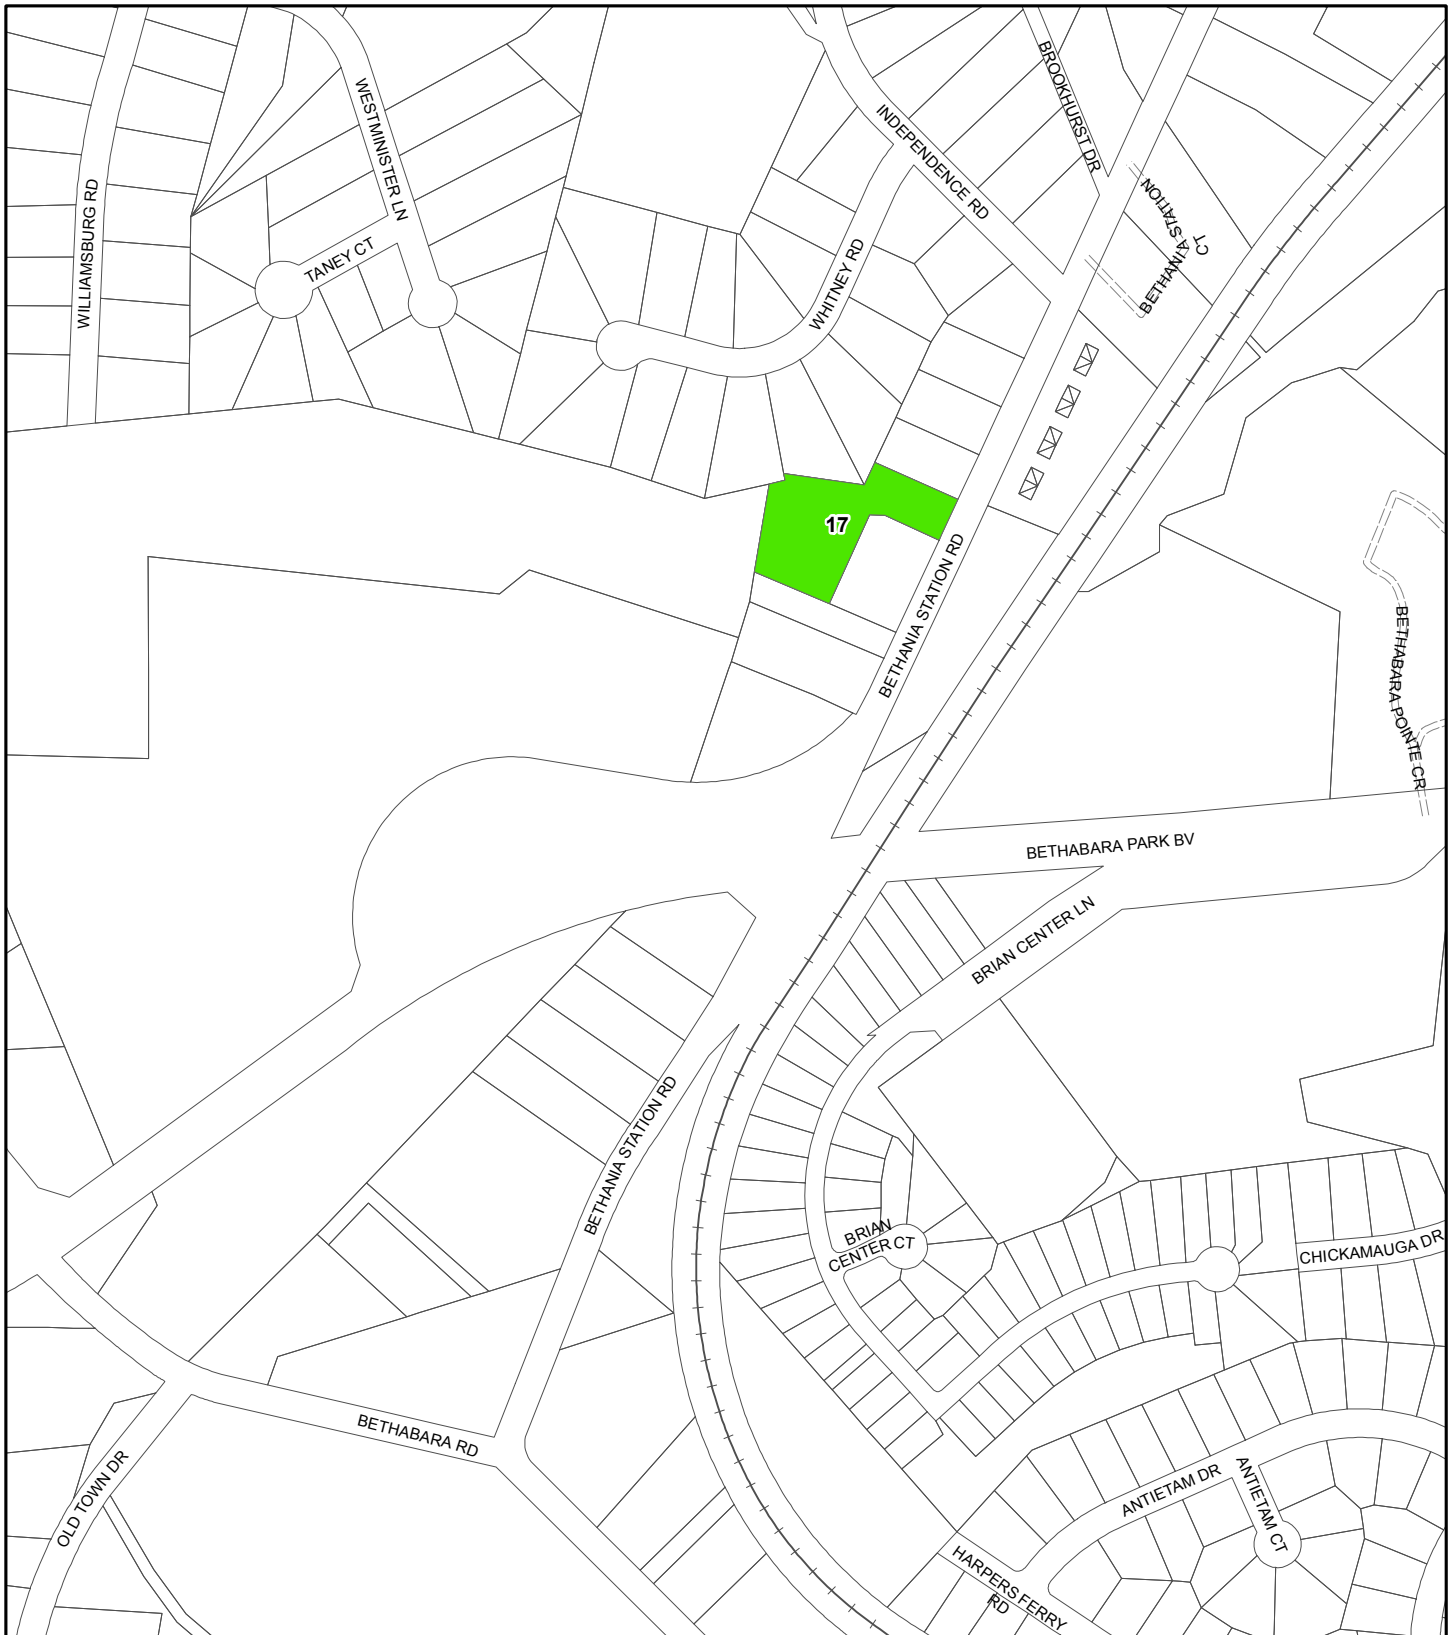 BROOKHURST DR
WESTMINISTER LN
INDEPENDENCE RD
WILLIAMSBURG RD
BETHANIA STATION
CT
TANEY CT
WHITNEY RD
17
BETHANIA STATION RD
BETHABARA POINTE CR
BETHABARA PARK BV
BRIAN CENTER LN
BETHANIA STATION RD
BRIAN
CENTER CT
CHICKAMAUGA DR
BETHABARA RD
OLD TOWN DR
ANTIETAM DR
ANTIETAM CT
HARPERS FERRY
RD